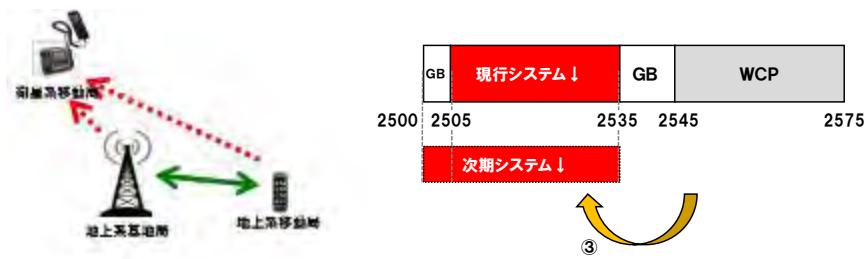 衛星系移動局
地上系基地局
地上系移動局
GB
現行システム↓
GB
WCP
2500
2505
2535
2545
2575
次期システム↓
③